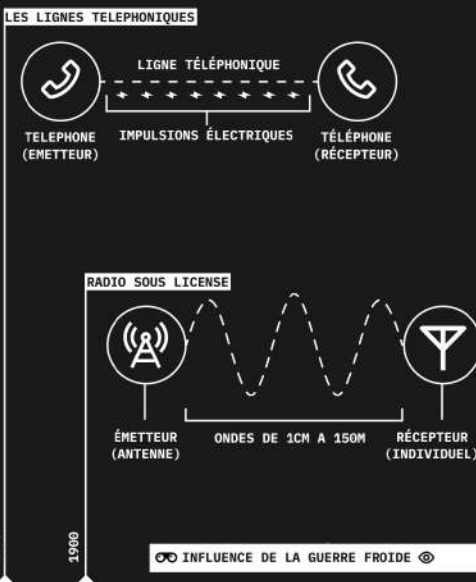 LES LIGNES TELEPHONIQUES
LIGNE TÉLÉPHONIQUE
TELEPHONE
(EMETTEUR)
IMPULSIONS ÉLECTRIQUES
TÉLÉPHONE
(RÉCEPTEUR)
RADIO SOUS LICENSE
ÉMETTEUR
(ANTENNE)
ONDES DE 1CM A 150M
RÉCEPTEUR
(INDIVIDUEL)
1900
INFLUENCE DE LA GUERRE FROIDE